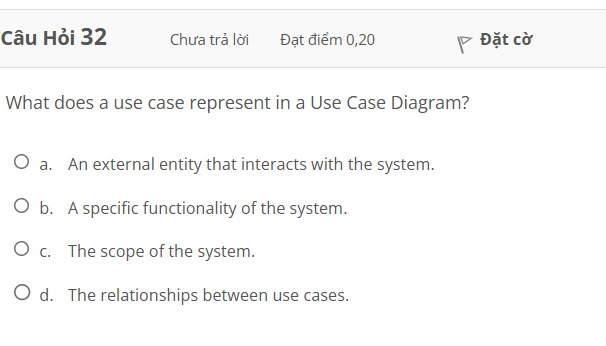 Câu Hỏi 32 Chưa trả lời Đạt điểm 0,20 Đặt cờ
What does a use case represent in a Use Case Diagram?
a. An external entity that interacts with the system.
b. A specific functionality of the system.
c. The scope of the system.
d. The relationships between use cases.